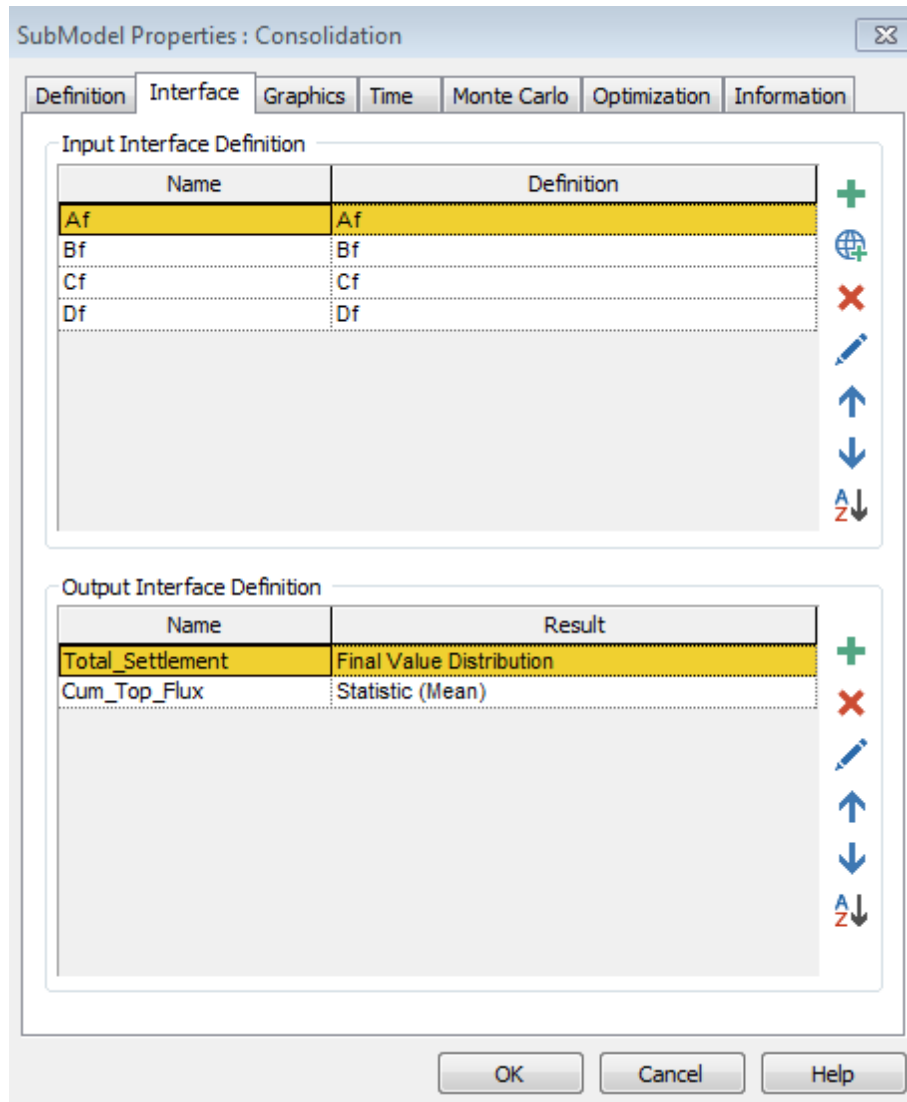 SubModel Properties : Consolidation
Definition Interface Graphics Time Monte Carlo Optimization Information
Input Interface Definition
Name Definition
Af Af
Bf Bf
Cf Cf
Df Df
A
Z
Output Interface Definition
Name Result
Total_Settlement Final Value Distribution
Cum_Top_Flux Statistic (Mean)
A
Z
OK Cancel Help